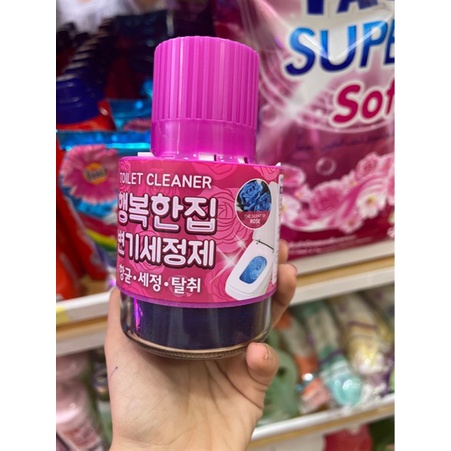 TOILET CLEANER
행복한집
변기세정제
향균·세정·탈취
THE SCENT OF
ROSE
SUPE
Sof